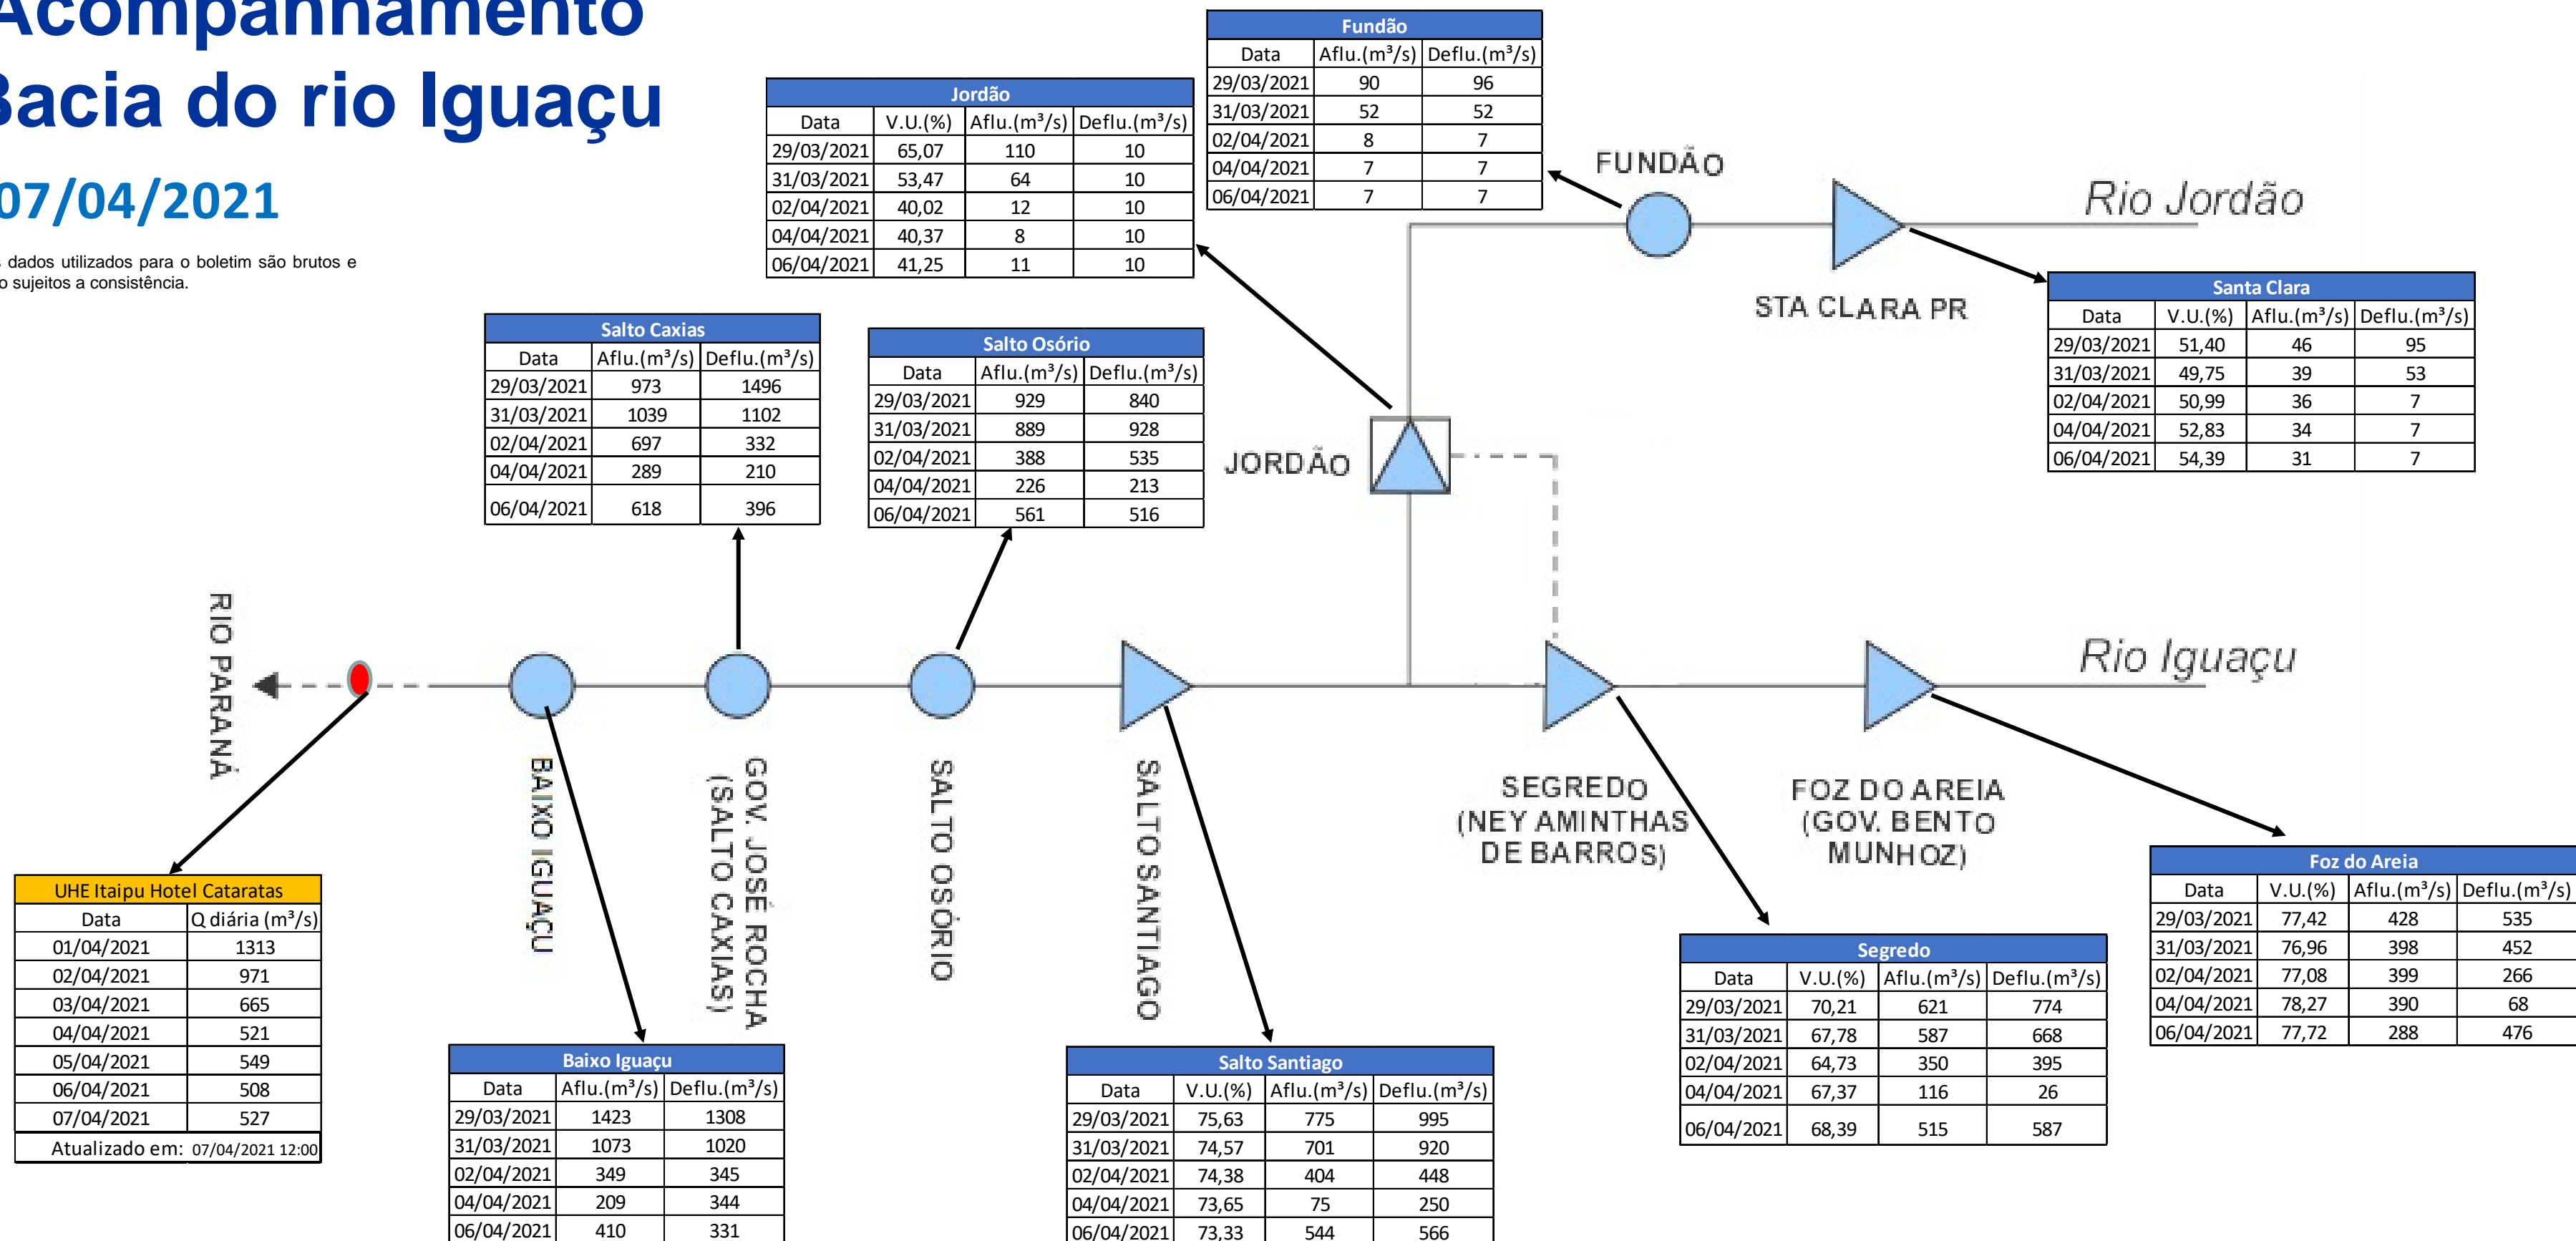 Acompanhamento
Bacia do rio Iguaçu
07/04/2021
s dados utilizados para o boletim são brutos e
o sujeitos a consistência.
Fundão
Data Aflu.(m³/s) Deflu.(m³/s)
29/03/2021 90 96
31/03/2021 52 52
02/04/2021 8 7
04/04/2021 7 7
06/04/2021 7 7
Jordão
Data V.U.(%) Aflu.(m³/s) Deflu.(m³/s)
29/03/2021 65,07 110 10
31/03/2021 53,47 64 10
02/04/2021 40,02 12 10
04/04/2021 40,37 8 10
06/04/2021 41,25 11 10
FUNDÃO
Rio Jordão
STA CLARA PR
Santa Clara
Data V.U.(%) Aflu.(m³/s) Deflu.(m³/s)
29/03/2021 51,40 46 95
31/03/2021 49,75 39 53
02/04/2021 50,99 36 7
04/04/2021 52,83 34 7
06/04/2021 54,39 31 7
Salto Caxias
Data Aflu.(m³/s) Deflu.(m³/s)
29/03/2021 973 1496
31/03/2021 1039 1102
02/04/2021 697 332
04/04/2021 289 210
06/04/2021 618 396
Salto Osório
Data Aflu.(m³/s) Deflu.(m³/s)
29/03/2021 929 840
31/03/2021 889 928
02/04/2021 388 535
04/04/2021 226 213
06/04/2021 561 516
JORDÃO
RIO PARANÁ
Rio Iguaçu
BAIXO IGUAÇU
GOV. JOSÉ ROCHA
(SALTO CAXIAS)
SALTO OSÓRIO
SALTO SANTIAGO
SEGREDO
(NEY AMINTHAS
DE BARROS)
FOZ DO AREIA
(GOV. BENTO
MUNHOZ)
UHE Itaipu Hotel Cataratas
Data Q diária (m³/s)
01/04/2021 1313
02/04/2021 971
03/04/2021 665
04/04/2021 521
05/04/2021 549
06/04/2021 508
07/04/2021 527
Atualizado em: 07/04/2021 12:00
Baixo Iguaçu
Data Aflu.(m³/s) Deflu.(m³/s)
29/03/2021 1423 1308
31/03/2021 1073 1020
02/04/2021 349 345
04/04/2021 209 344
06/04/2021 410 331
Salto Santiago
Data V.U.(%) Aflu.(m³/s) Deflu.(m³/s)
29/03/2021 75,63 775 995
31/03/2021 74,57 701 920
02/04/2021 74,38 404 448
04/04/2021 73,65 75 250
06/04/2021 73,33 544 566
Segredo
Data V.U.(%) Aflu.(m³/s) Deflu.(m³/s)
29/03/2021 70,21 621 774
31/03/2021 67,78 587 668
02/04/2021 64,73 350 395
04/04/2021 67,37 116 26
06/04/2021 68,39 515 587
Foz do Areia
Data V.U.(%) Aflu.(m³/s) Deflu.(m³/s)
29/03/2021 77,42 428 535
31/03/2021 76,96 398 452
02/04/2021 77,08 399 266
04/04/2021 78,27 390 68
06/04/2021 77,72 288 476